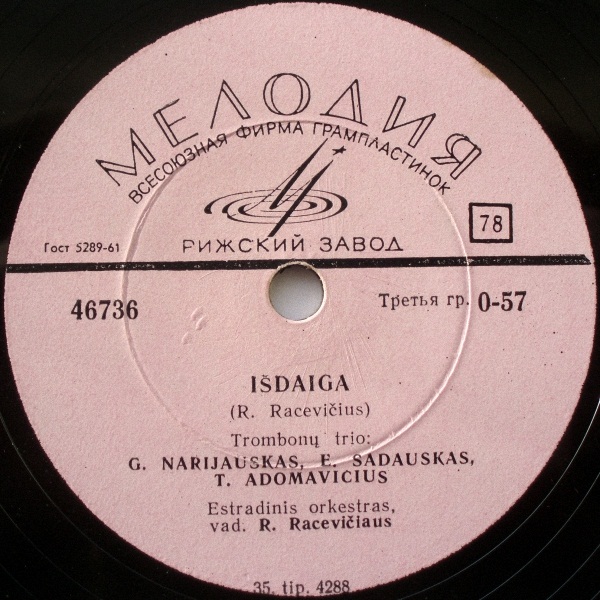 МЕЛОДИЯ
ВСЕСОЮЗНАЯ ФИРМА ГРАМПЛАСТИНОК
РИЖСКИЙ ЗАВОД
Гост 5289-61
78
46736
Третья гр. 0-57
IŠDAIGA
(R. Racevičius)
Trombonų trio:
G. NARIJAUSKAS, E. SADAUSKAS,
T. ADOMAVICIUS
Estradinis orkestras,
vad. R. Racevičiaus
35. tip. 4288